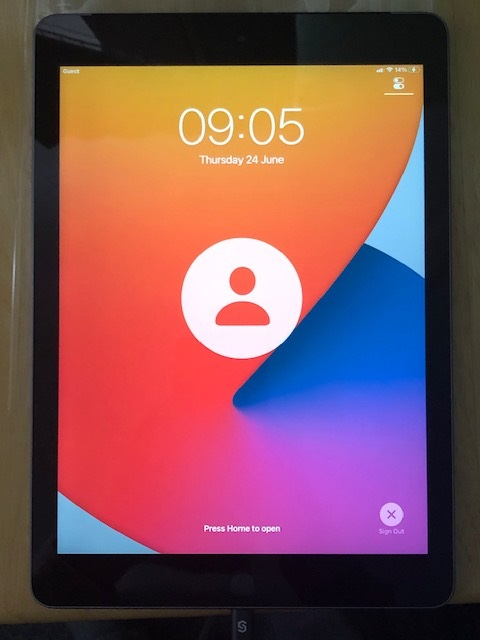 Guest
14%
09:05
Thursday 24 June
Press Home to open
Sign Out